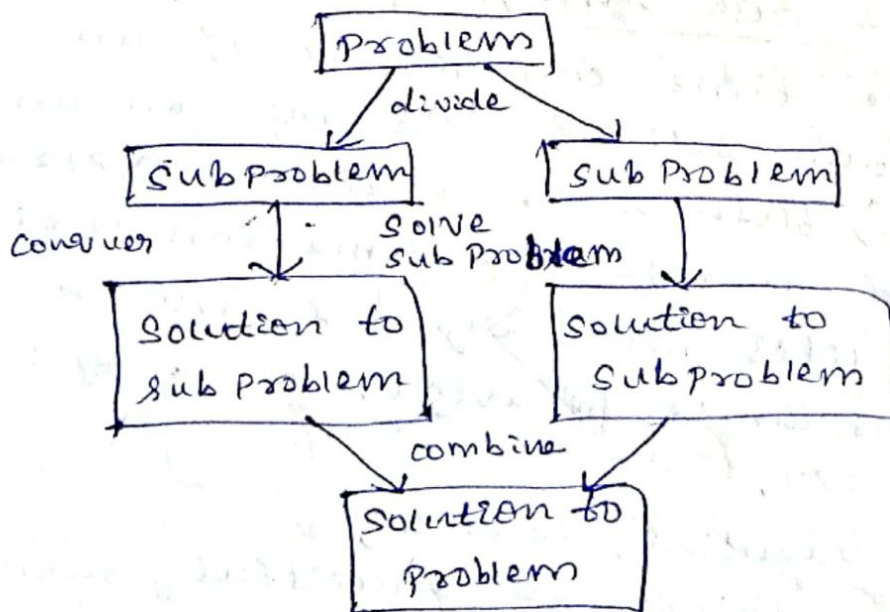 Problem
divide
Subproblem
Sub Problem
conquer
Solve
Sub Problem
Solution to
sub problem
Solution to
Subproblem
combine
Solution to
problem